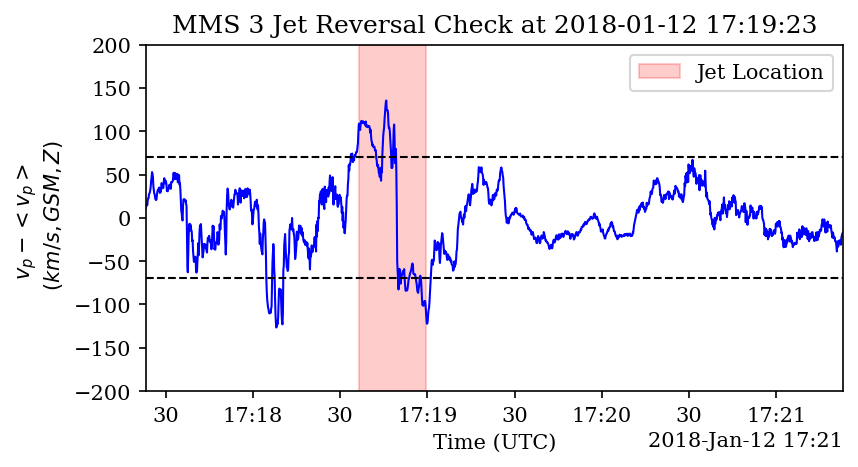 MMS 3 Jet Reversal Check at 2018-01-12 17:19:23
200
150
100
50
0
−50
−100
−150
−200
v_p − < v_p >
(km/s, GSM, Z)
Jet Location
30 17:18 30 17:19 30 17:20 30 17:21
Time (UTC)
2018-Jan-12 17:21